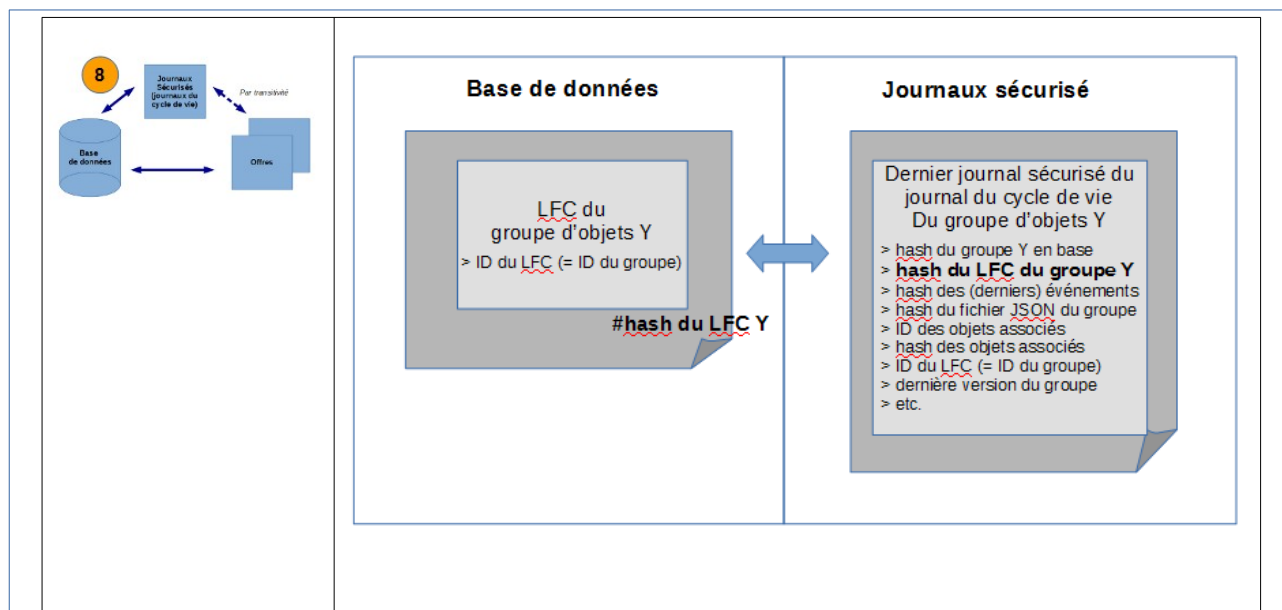 8
Journaux
Sécurisés
(journaux du
cycle de vie)
Par transitivité
Base
de données
Offres
Base de données
LFC du
groupe d’objets Y
> ID du LFC (= ID du groupe)
#hash du LFC Y
Journaux sécurisé
Dernier journal sécurisé du
journal du cycle de vie
Du groupe d’objets Y
> hash du groupe Y en base
> hash du LFC du groupe Y
> hash des (derniers) événements
> hash du fichier JSON du groupe
> ID des objets associés
> hash des objets associés
> ID du LFC (= ID du groupe)
> dernière version du groupe
> etc.